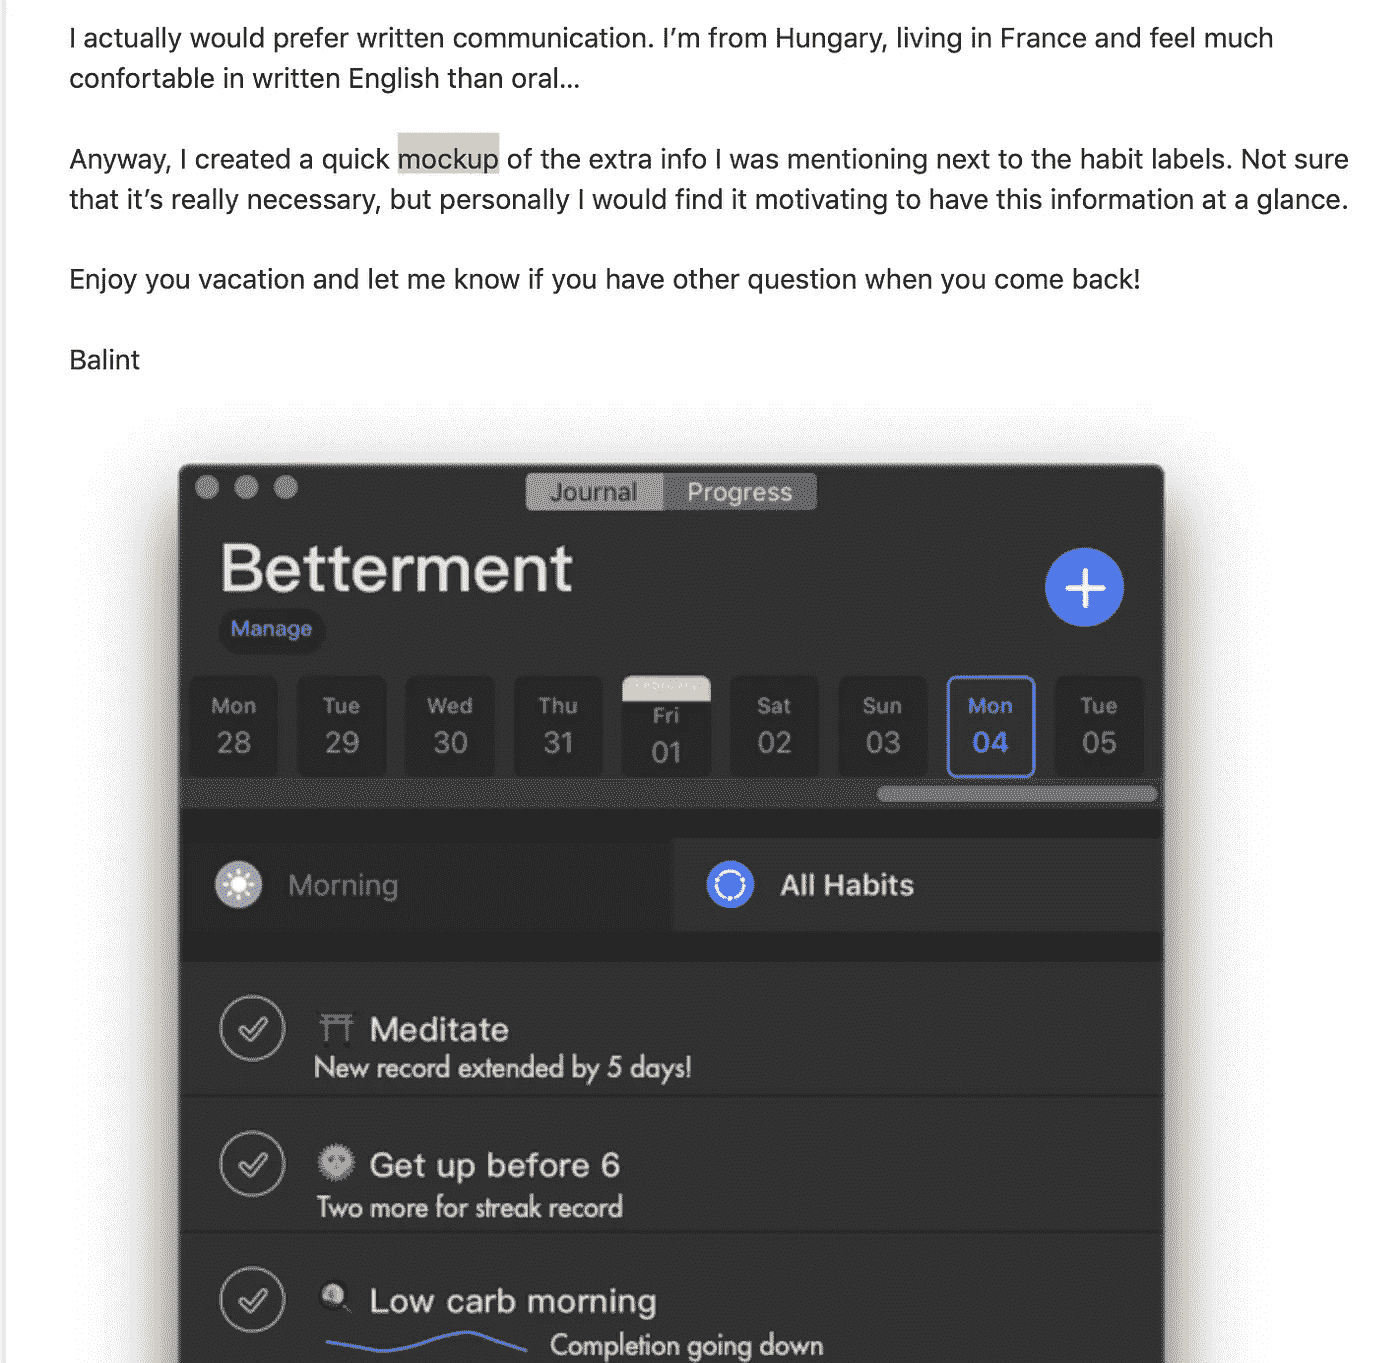 I actually would prefer written communication. I’m from Hungary, living in France and feel much
confortable in written English than oral...
Anyway, I created a quick mockup of the extra info I was mentioning next to the habit labels. Not sure
that it’s really necessary, but personally I would find it motivating to have this information at a glance.
Enjoy you vacation and let me know if you have other question when you come back!
Balint
Journal Progress
Betterment
Manage
Mon Tue Wed Thu Fri Sat Sun Mon Tue
28 29 30 31 01 02 03 04 05
Morning All Habits
Meditate
New record extended by 5 days!
Get up before 6
Two more for streak record
Low carb morning
Completion going down